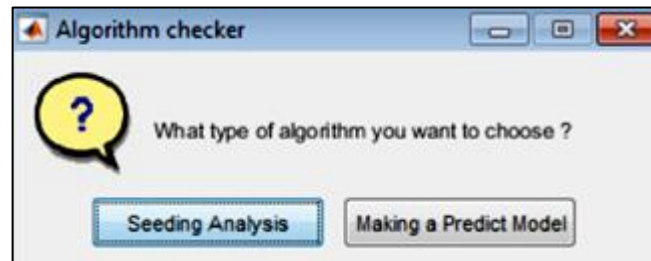 Algorithm checker
?
What type of algorithm you want to choose ?
Seeding Analysis
Making a Predict Model